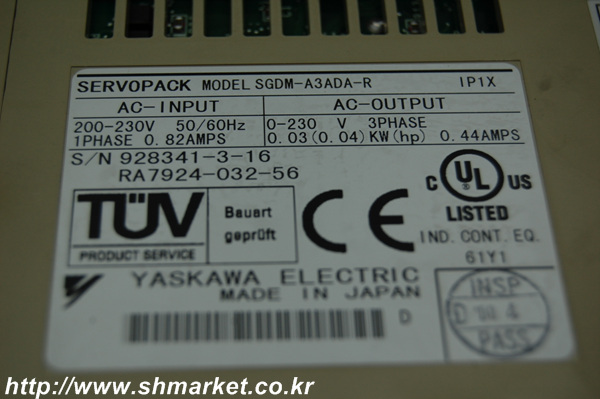 SERVOPACK MODEL SGDM-A3ADA-R IP1X
AC-INPUT AC-OUTPUT
200-230V 50/60Hz 0-230 V 3PHASE
1PHASE 0.82AMPS 0.03(0.04)KW(hp) 0.44AMPS
S/N 928341-3-16
RA7924-032-56
TÜV
PRODUCT SERVICE
Bauart
geprüft
CE
C UL US
LISTED
IND. CONT. EQ.
61Y1
YASKAWA ELECTRIC
MADE IN JAPAN
D
INSP
PASS
http://www.shmarket.co.kr